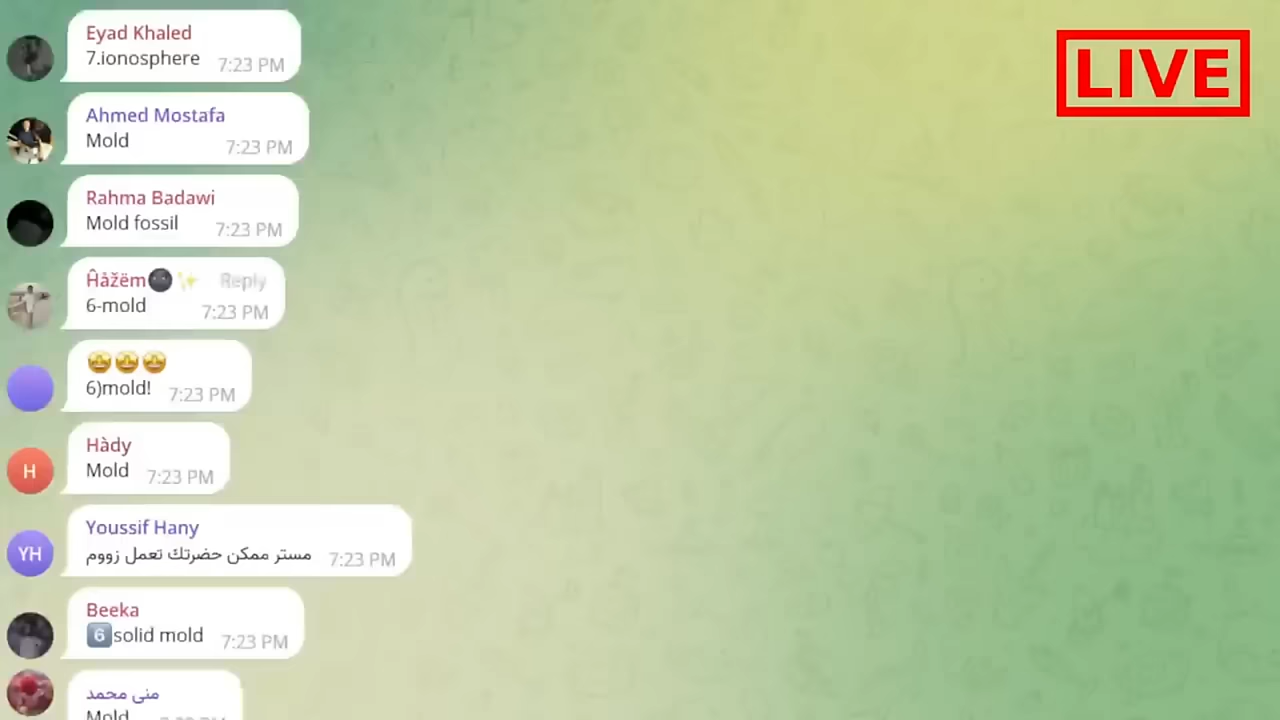 Eyad Khaled
7.ionosphere 7:23 PM
LIVE
Ahmed Mostafa
Mold 7:23 PM
Rahma Badawi
Mold fossil 7:23 PM
Ĥåžëm🌚✨ Reply
6-mold 7:23 PM
🤩🤩🤩
6)mold! 7:23 PM
Hàdy
H
Mold 7:23 PM
Youssif Hany
YH
مستر ممكن حضرتك تعمل زووم 7:23 PM
Beeka
6️⃣solid mold 7:23 PM
منى محمد
Mold